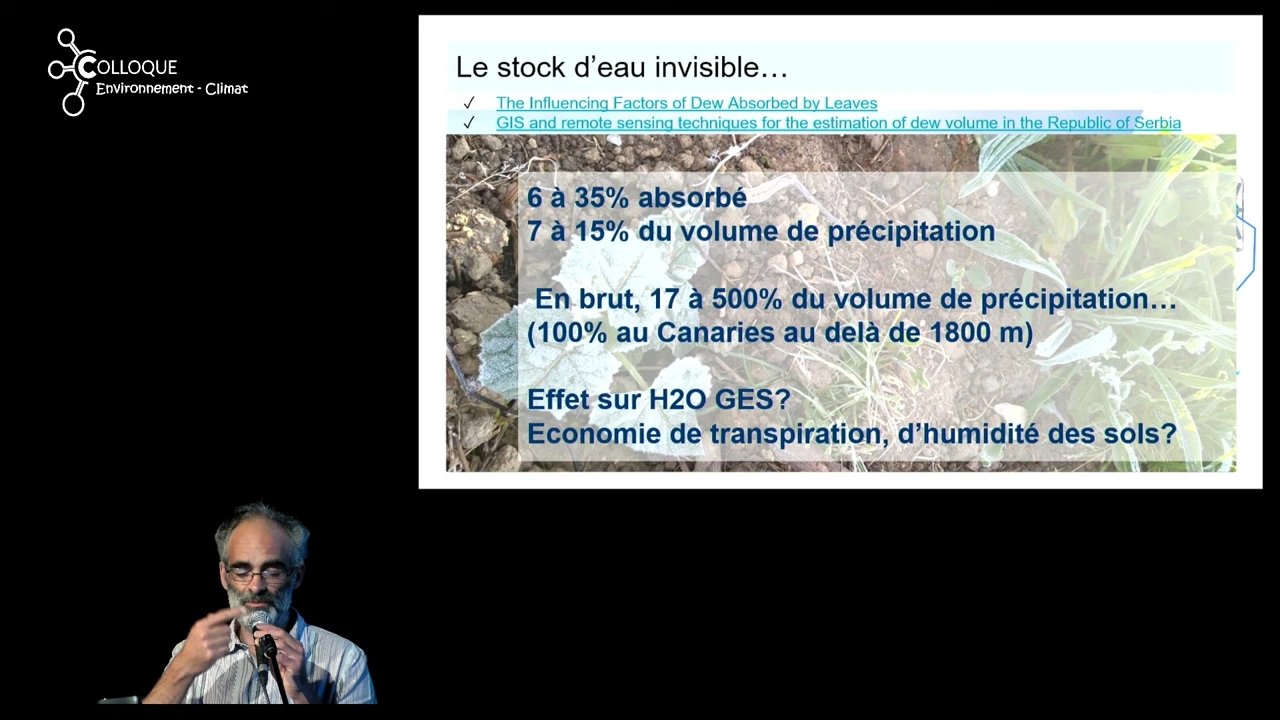 COLLOQUE
Environnement - Climat
Le stock d'eau invisible…
✓ The Influencing Factors of Dew Absorbed by Leaves
✓ GIS and remote sensing techniques for the estimation of dew volume in the Republic of Serbia
6 à 35% absorbé
7 à 15% du volume de précipitation
En brut, 17 à 500% du volume de précipitation…
(100% au Canaries au delà de 1800 m)
Effet sur H2O GES?
Economie de transpiration, d'humidité des sols?